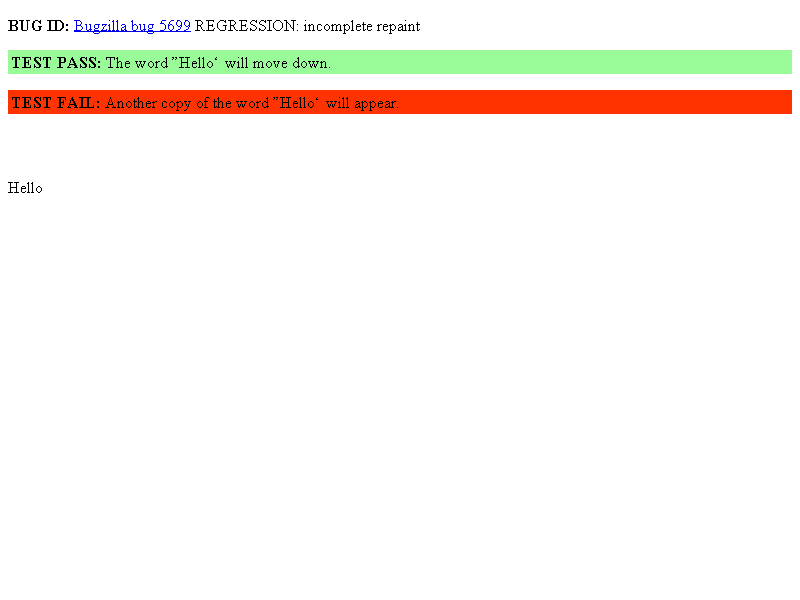 BUG ID: Bugzilla bug 5699 REGRESSION: incomplete repaint
TEST PASS: The word ”Hello‘ will move down.
TEST FAIL: Another copy of the word ”Hello‘ will appear.
Hello